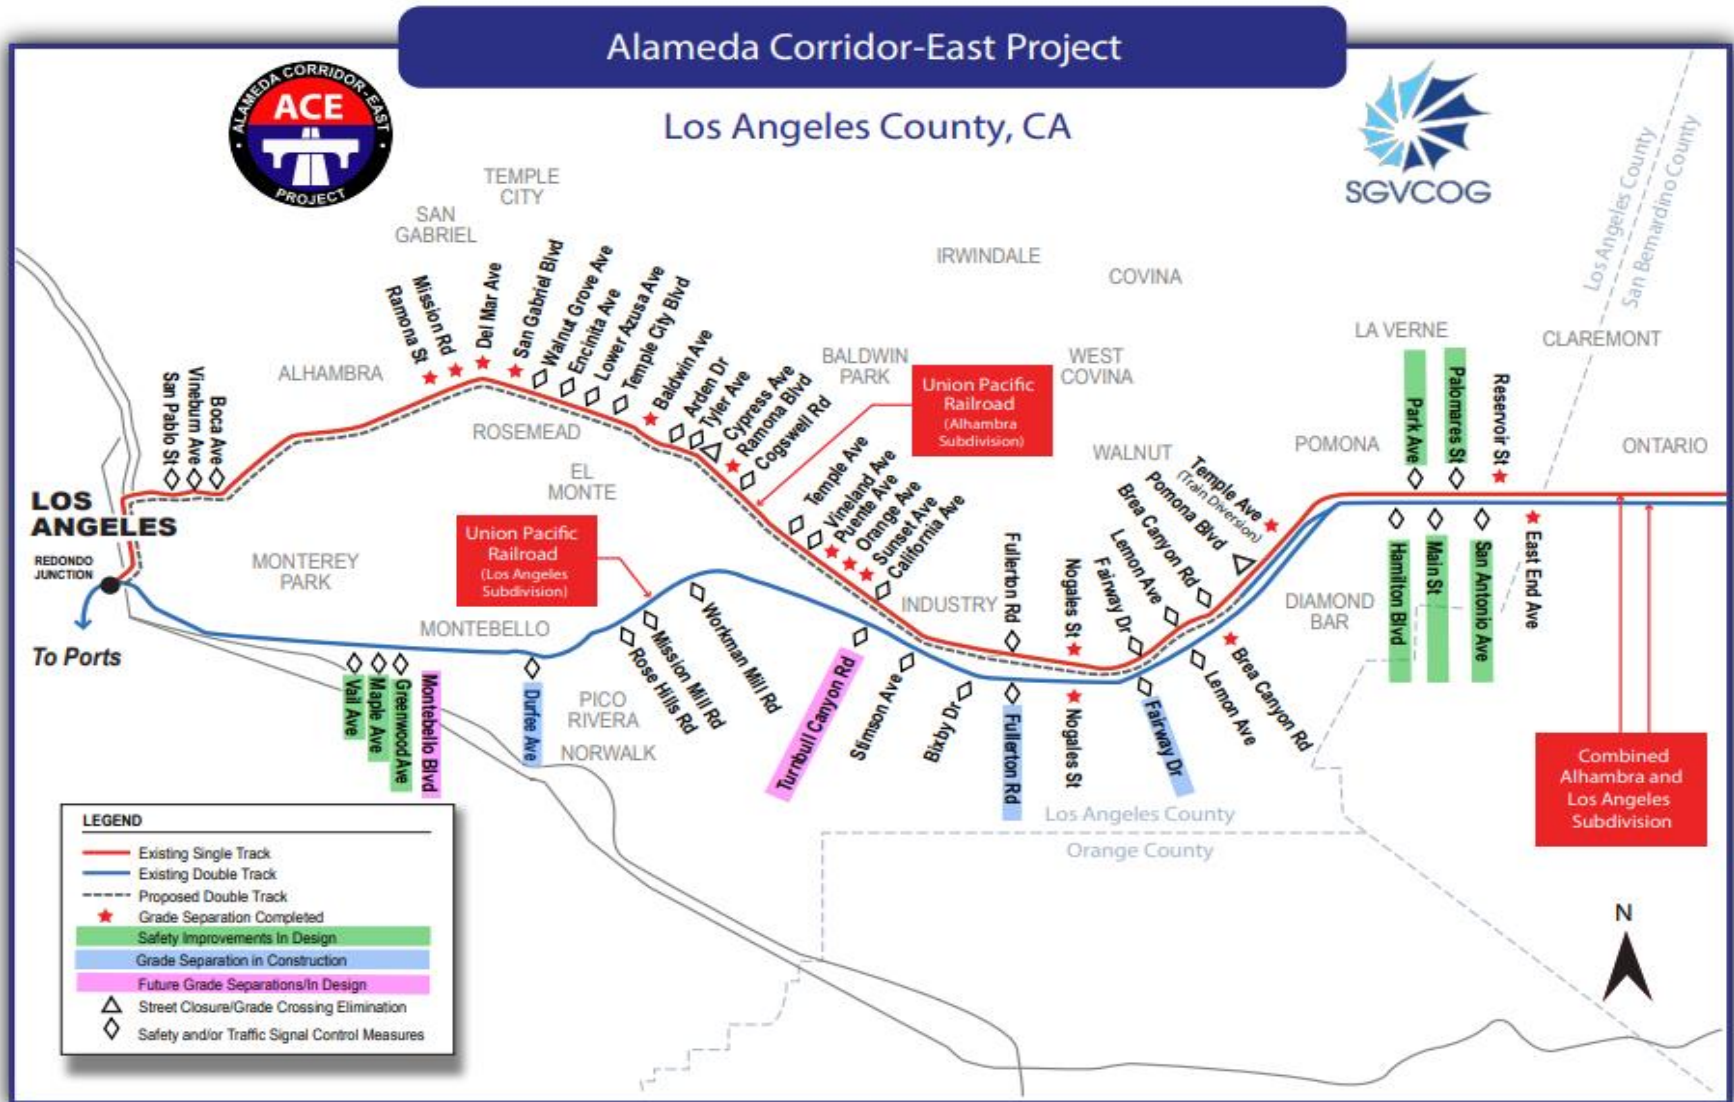 Alameda Corridor-East Project
Los Angeles County, CA
ALAMEDA CORRIDOR-EAST
ACE
PROJECT
SGVCOG
Los Angeles County
San Bernardino County
TEMPLE
CITY
SAN
GABRIEL
IRWINDALE
COVINA
LA VERNE
CLAREMONT
ALHAMBRA
BALDWIN
PARK
WEST
COVINA
ROSEMEAD
EL
MONTE
WALNUT
POMONA
ONTARIO
San Pablo St
Vineburn Ave
Boca Ave
Ramona St
Mission Rd
Del Mar Ave
San Gabriel Blvd
Walnut Grove Ave
Encinita Ave
Lower Azusa Ave
Temple City Blvd
Baldwin Ave
Arden Dr
Tyler Ave
Cypress Ave
Ramona Blvd
Cogswell Rd
Union Pacific
Railroad
(Alhambra
Subdivision)
Temple Ave
Vineland Ave
Puente Ave
Orange Ave
Sunset Ave
California Ave
Fullerton Rd
Nogales St
Fairway Dr
Lemon Ave
Brea Canyon Rd
Pomona Blvd
Temple Ave
(Train Diversion)
Park Ave
Palomares St
Reservoir St
LOS
ANGELES
REDONDO
JUNCTION
To Ports
MONTEREY
PARK
Union Pacific
Railroad
(Los Angeles
Subdivision)
MONTEBELLO
INDUSTRY
DIAMOND
BAR
PICO
RIVERA
NORWALK
Vail Ave
Maple Ave
Greenwood Ave
Montebello Blvd
Durfee Ave
Rose Hills Rd
Mission Mill Rd
Workman Mill Rd
Turnbull Canyon Rd
Stimson Ave
Bixby Dr
Fullerton Rd
Nogales St
Fairway Dr
Lemon Ave
Brea Canyon Rd
Hamilton Blvd
Main St
San Antonio Ave
East End Ave
Combined
Alhambra and
Los Angeles
Subdivision
Los Angeles County
Orange County
LEGEND
Existing Single Track
Existing Double Track
Proposed Double Track
Grade Separation Completed
Safety Improvements In Design
Grade Separation in Construction
Future Grade Separations/In Design
Street Closure/Grade Crossing Elimination
Safety and/or Traffic Signal Control Measures
N